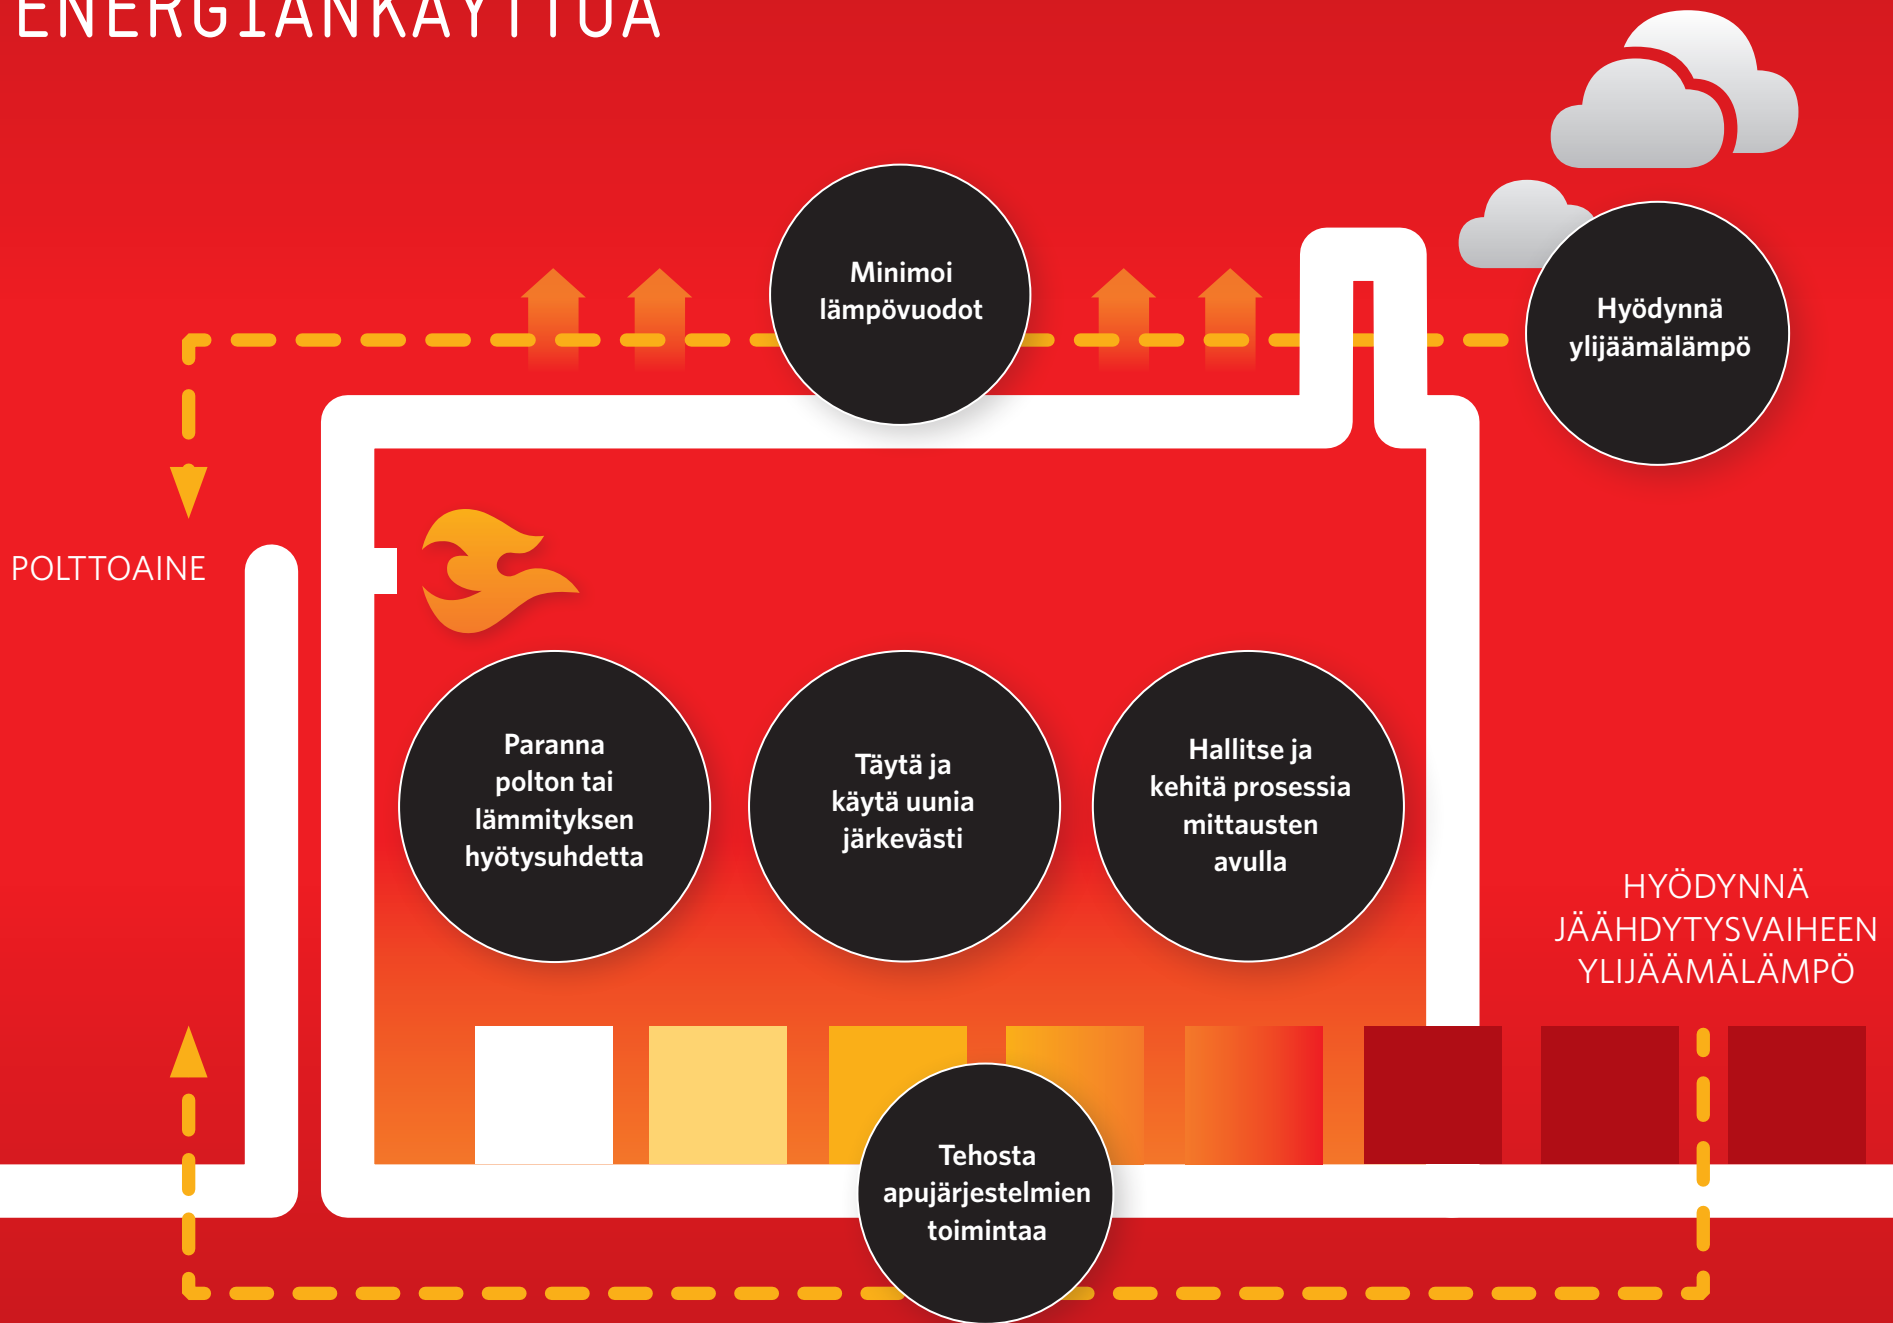 ENERGIANKÄYTTÖÄ
Minimoi
lämpövuodot
Hyödynnä
ylijäämälämpö
POLTTOAINE
Paranna
polton tai
lämmityksen
hyötysuhdetta
Täytä ja
käytä uunia
järkevästi
Hallitse ja
kehitä prosessia
mittausten
avulla
HYÖDYNNÄ
JÄÄHDYTYSVAIHEEN
YLIJÄÄMÄLÄMPÖ
Tehosta
apujärjestelmien
toimintaa